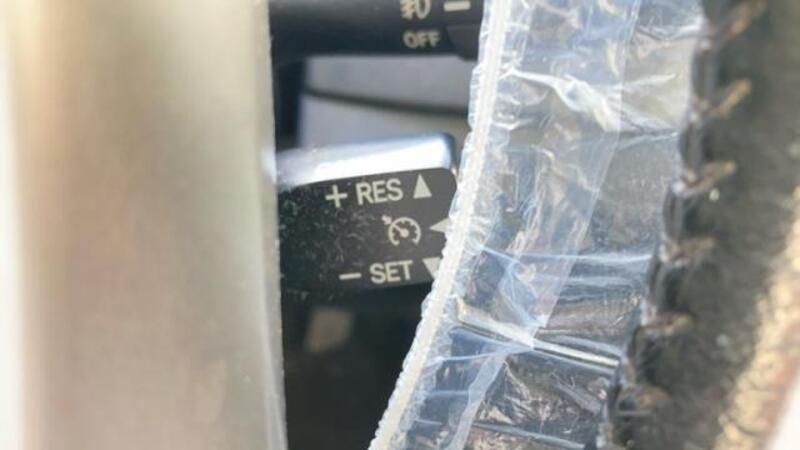 OFF
+ RES ▲
− SET ▼